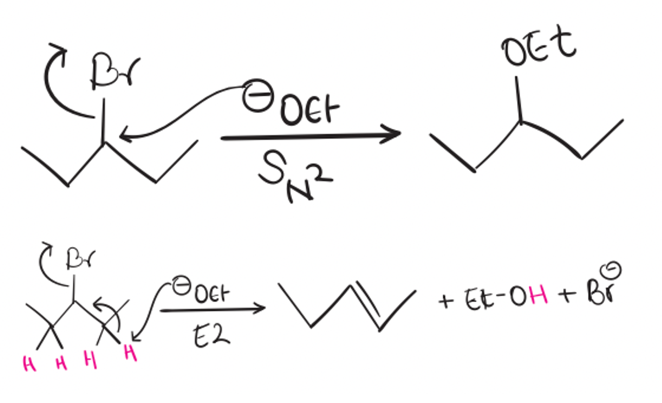 Br
⊖OEt
SN2
OEt
Br
⊖OEt
E2
H H H H
+ Et-OH + Br⊖